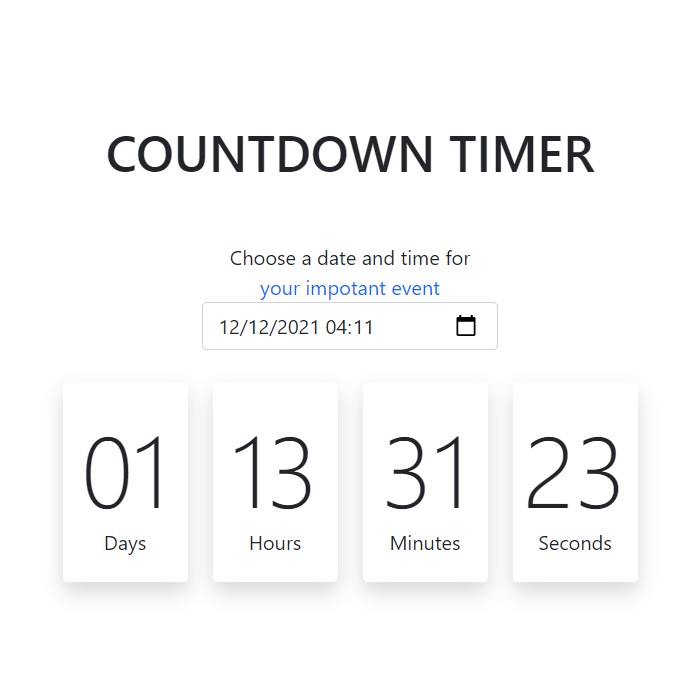 COUNTDOWN TIMER
Choose a date and time for
your impotant event
12/12/2021 04:11
01 13 31 23
Days Hours Minutes Seconds